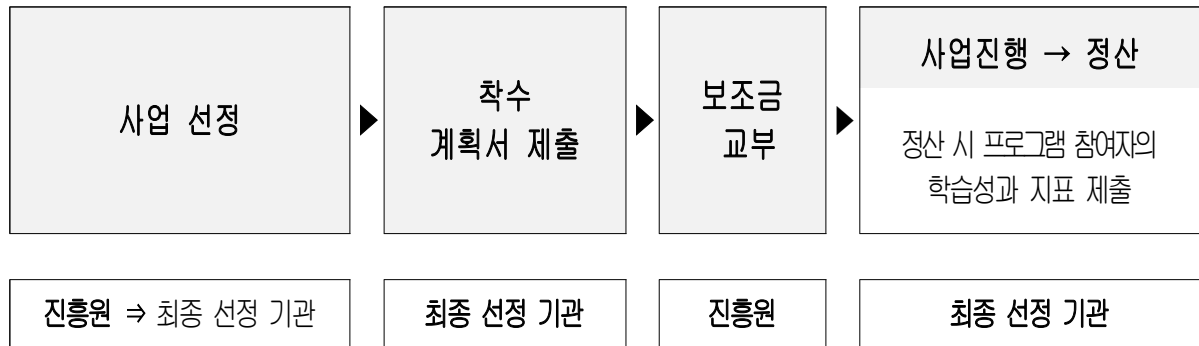 사업 선정
착수
계획서 제출
보조금
교부
사업진행 → 정산
정산 시 프로그램 참여자의
학습성과 지표 제출
진흥원 ⇒ 최종 선정 기관
최종 선정 기관
진흥원
최종 선정 기관